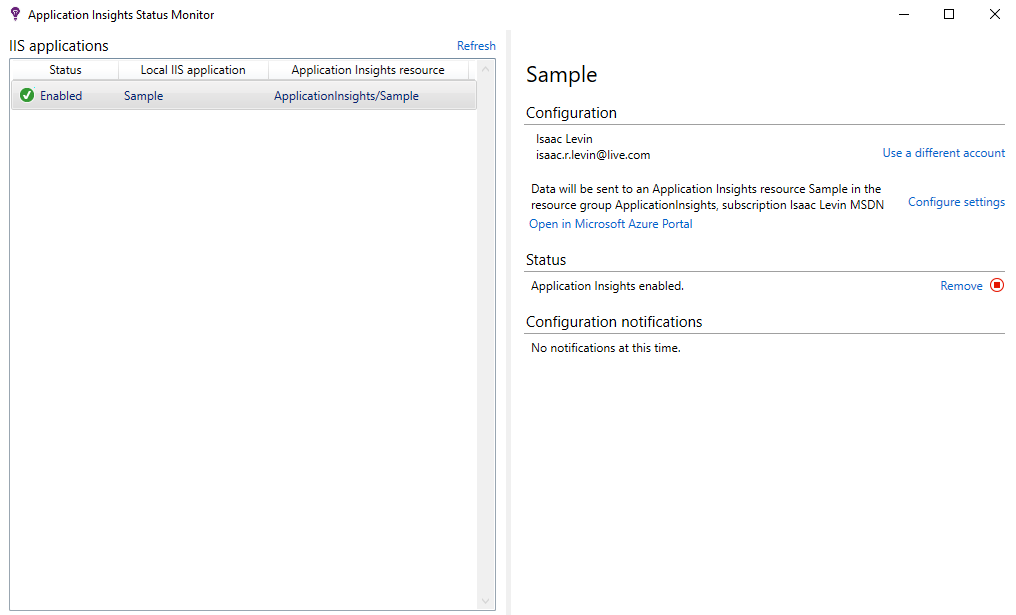 Application Insights Status Monitor
IIS applications
Refresh
Status Local IIS application Application Insights resource
Enabled Sample ApplicationInsights/Sample
Sample
Configuration
Isaac Levin
isaac.r.levin@live.com
Use a different account
Data will be sent to an Application Insights resource Sample in the
resource group ApplicationInsights, subscription Isaac Levin MSDN
Configure settings
Open in Microsoft Azure Portal
Status
Application Insights enabled.
Remove
Configuration notifications
No notifications at this time.